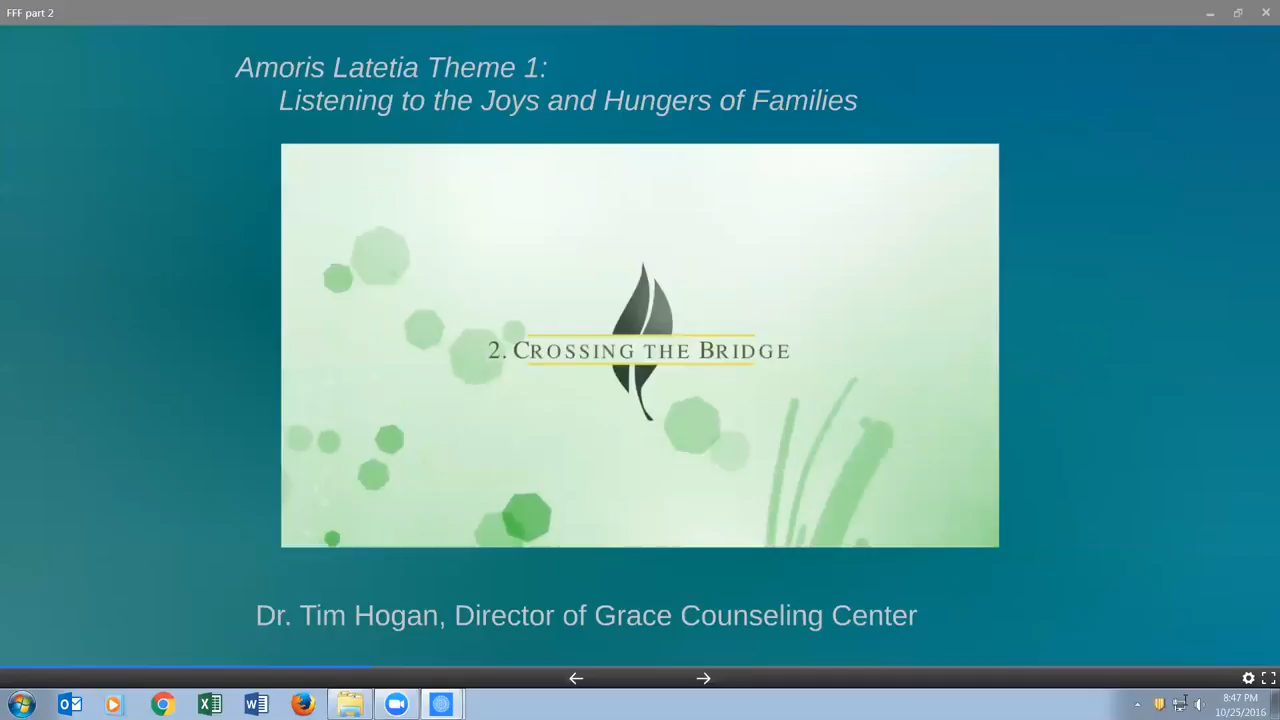 FFF part 2
Amoris Latetia Theme 1:
Listening to the Joys and Hungers of Families
2. CROSSING THE BRIDGE
Dr. Tim Hogan, Director of Grace Counseling Center
8:47 PM
10/25/2016